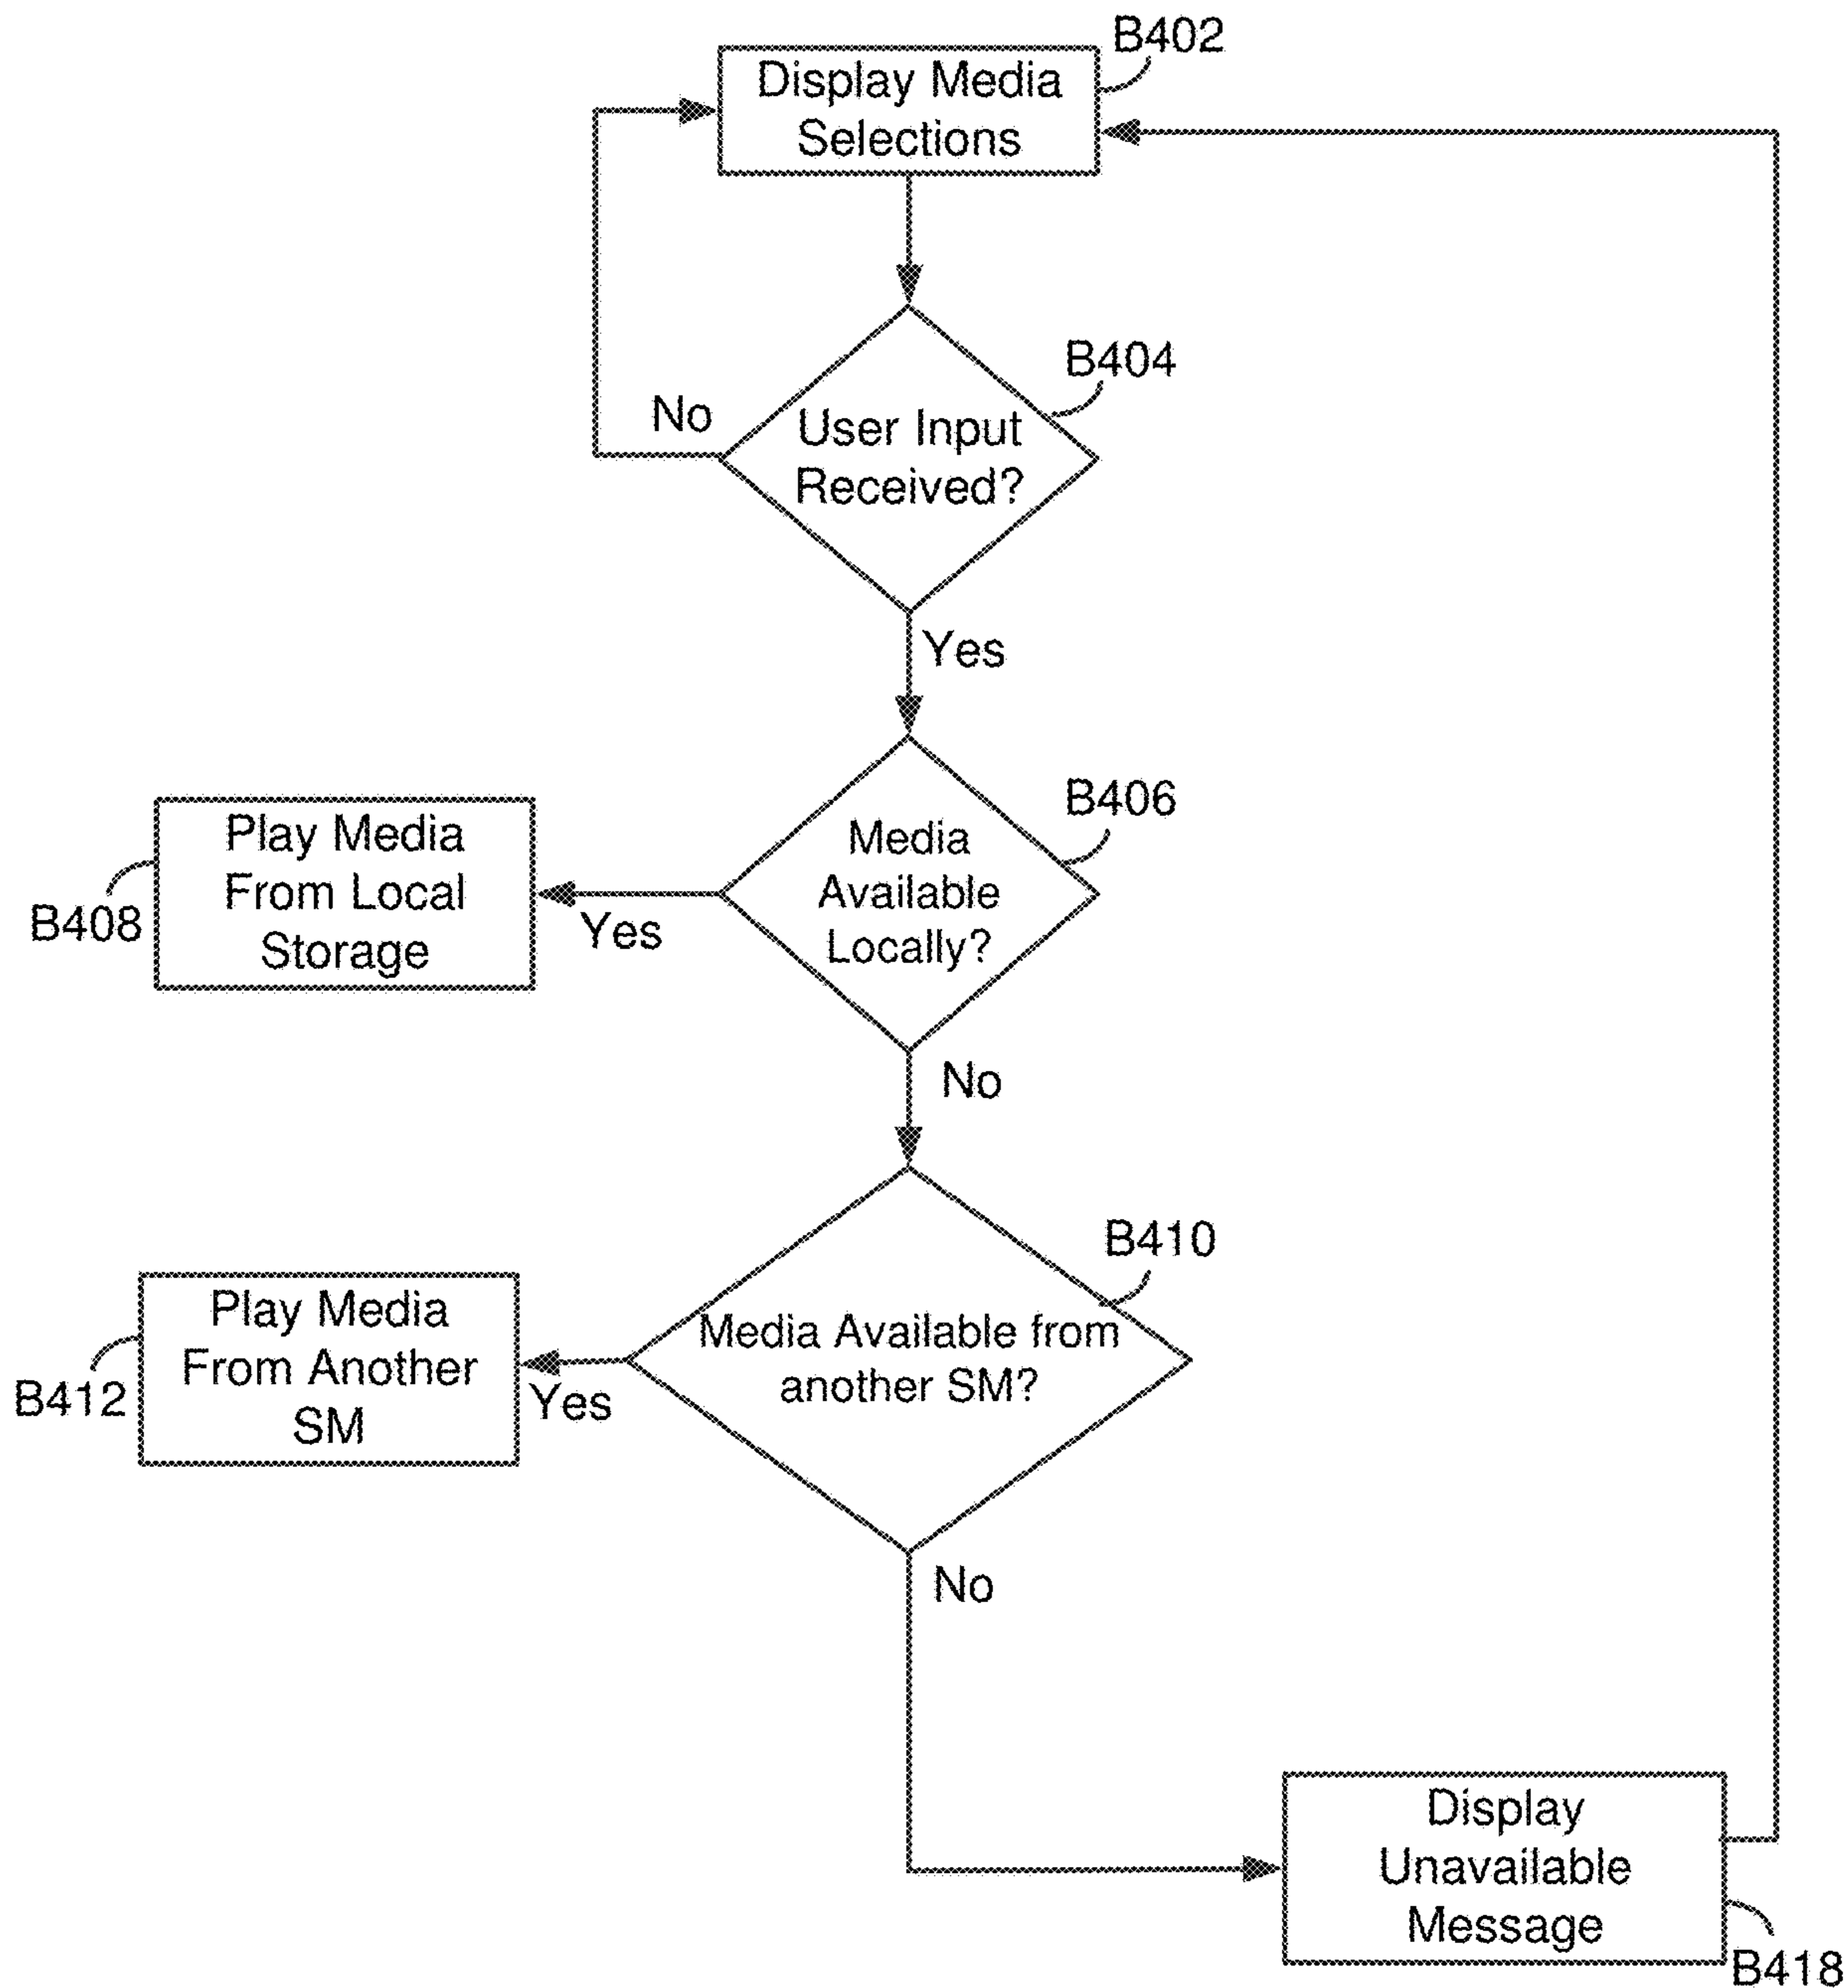 B402
Display Media
Selections
B404
No
User Input
Received?
Yes
B406
Media
Available
Locally?
Play Media
From Local
Storage
B408
Yes
No
B410
Media Available from
another SM?
Play Media
From Another
SM
B412
Yes
No
Display
Unavailable
Message
B418